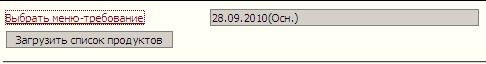 Выбрать меню-требование 28.09.2010(Осн.)
Загрузить список продуктов